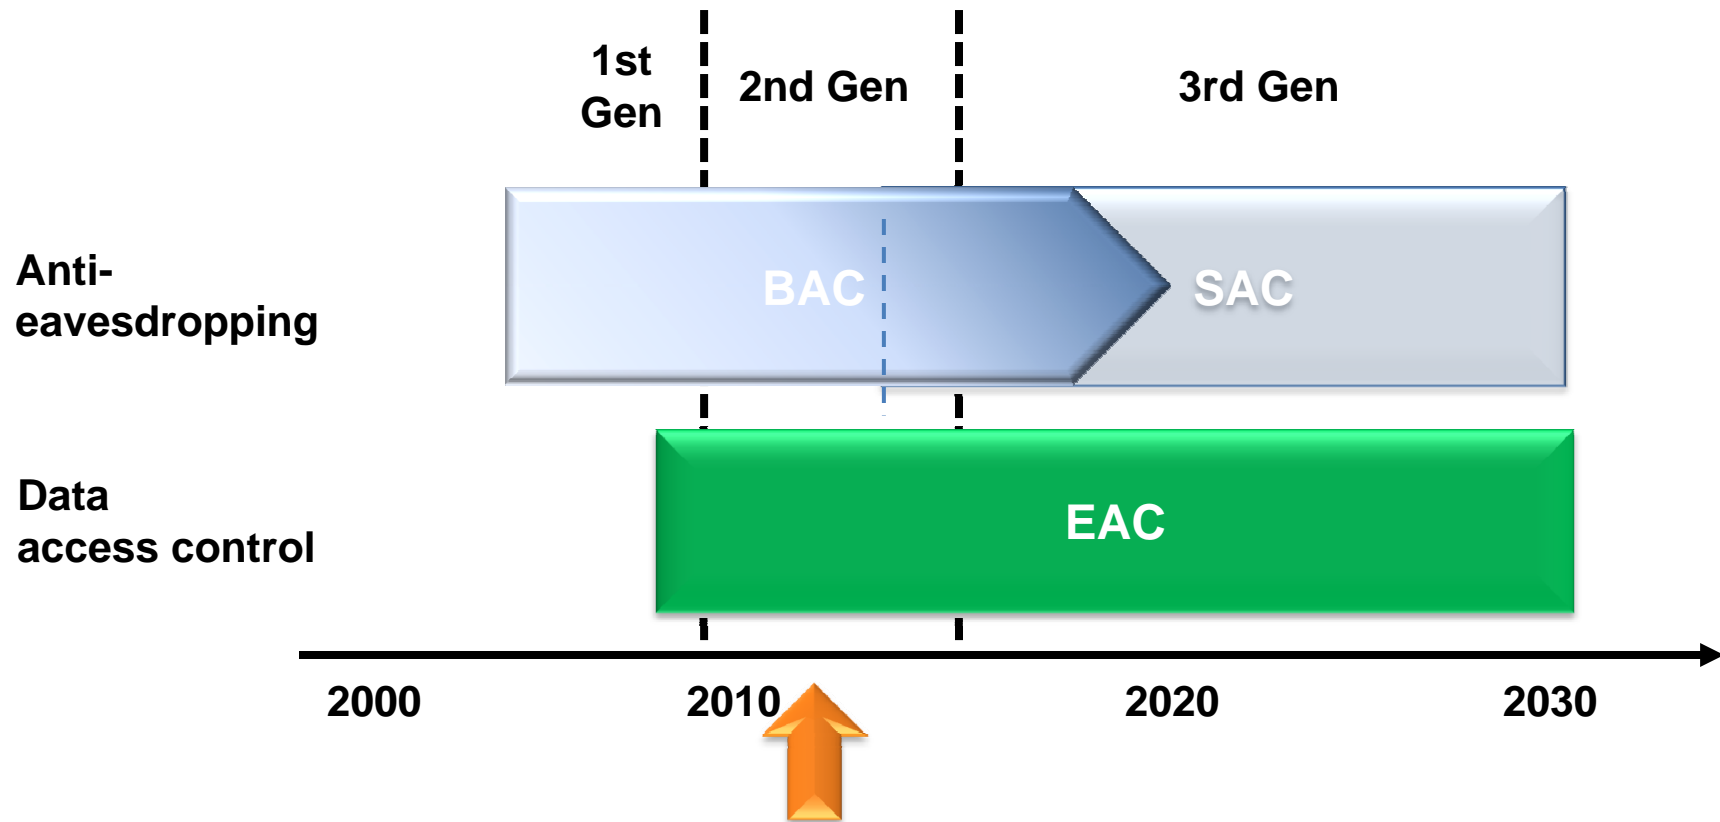 1st
Gen
2nd Gen
3rd Gen
Anti-
eavesdropping
BAC
SAC
Data
access control
EAC
2000
2010
2020
2030